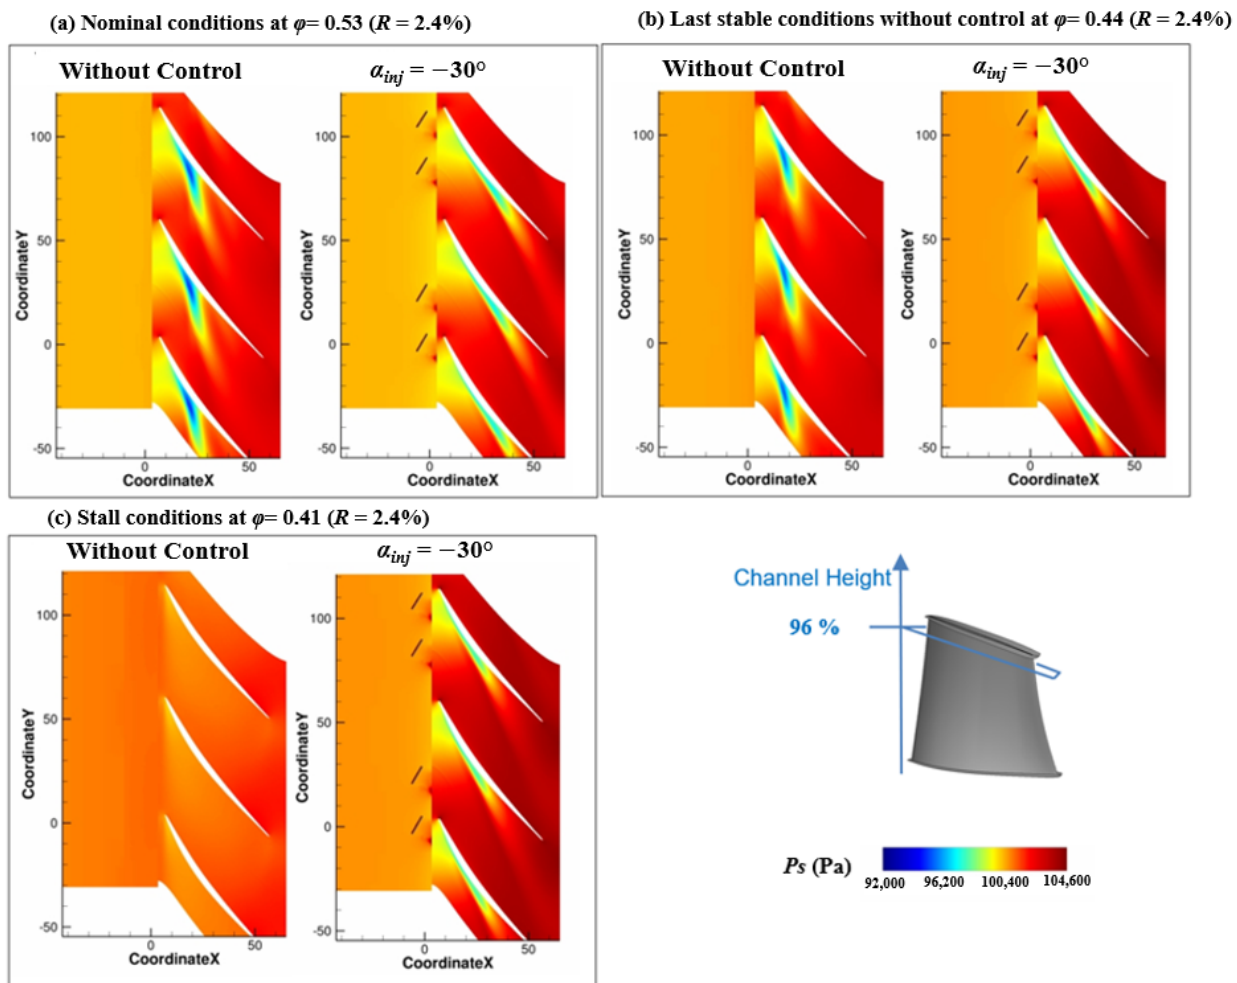 (a) Nominal conditions at φ= 0.53 (R = 2.4%)
(b) Last stable conditions without control at φ= 0.44 (R = 2.4%)
Without Control
α_inj = −30°
100
50
0
-50
CoordinateY
0
50
CoordinateX
100
50
0
-50
CoordinateY
0
50
CoordinateX
Without Control
α_inj = −30°
100
50
0
-50
CoordinateY
0
50
CoordinateX
100
50
0
-50
CoordinateY
0
50
CoordinateX
(c) Stall conditions at φ= 0.41 (R = 2.4%)
Without Control
α_inj = −30°
100
50
0
-50
CoordinateY
0
50
CoordinateX
100
50
0
-50
CoordinateY
0
50
CoordinateX
Channel Height
96 %
Ps (Pa)
92,000 96,200 100,400 104,600